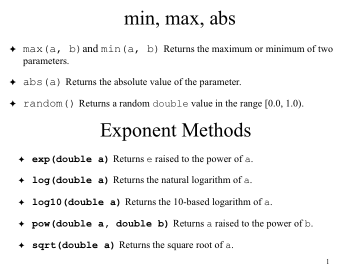 min, max, abs
✦ max(a, b)and min(a, b) Returns the maximum or minimum of two
parameters.
✦ abs(a) Returns the absolute value of the parameter.
✦ random() Returns a random double value in the range [0.0, 1.0).
Exponent Methods
✦ exp(double a) Returns e raised to the power of a.
✦ log(double a) Returns the natural logarithm of a.
✦ log10(double a) Returns the 10-based logarithm of a.
✦ pow(double a, double b) Returns a raised to the power of b.
✦ sqrt(double a) Returns the square root of a.
1